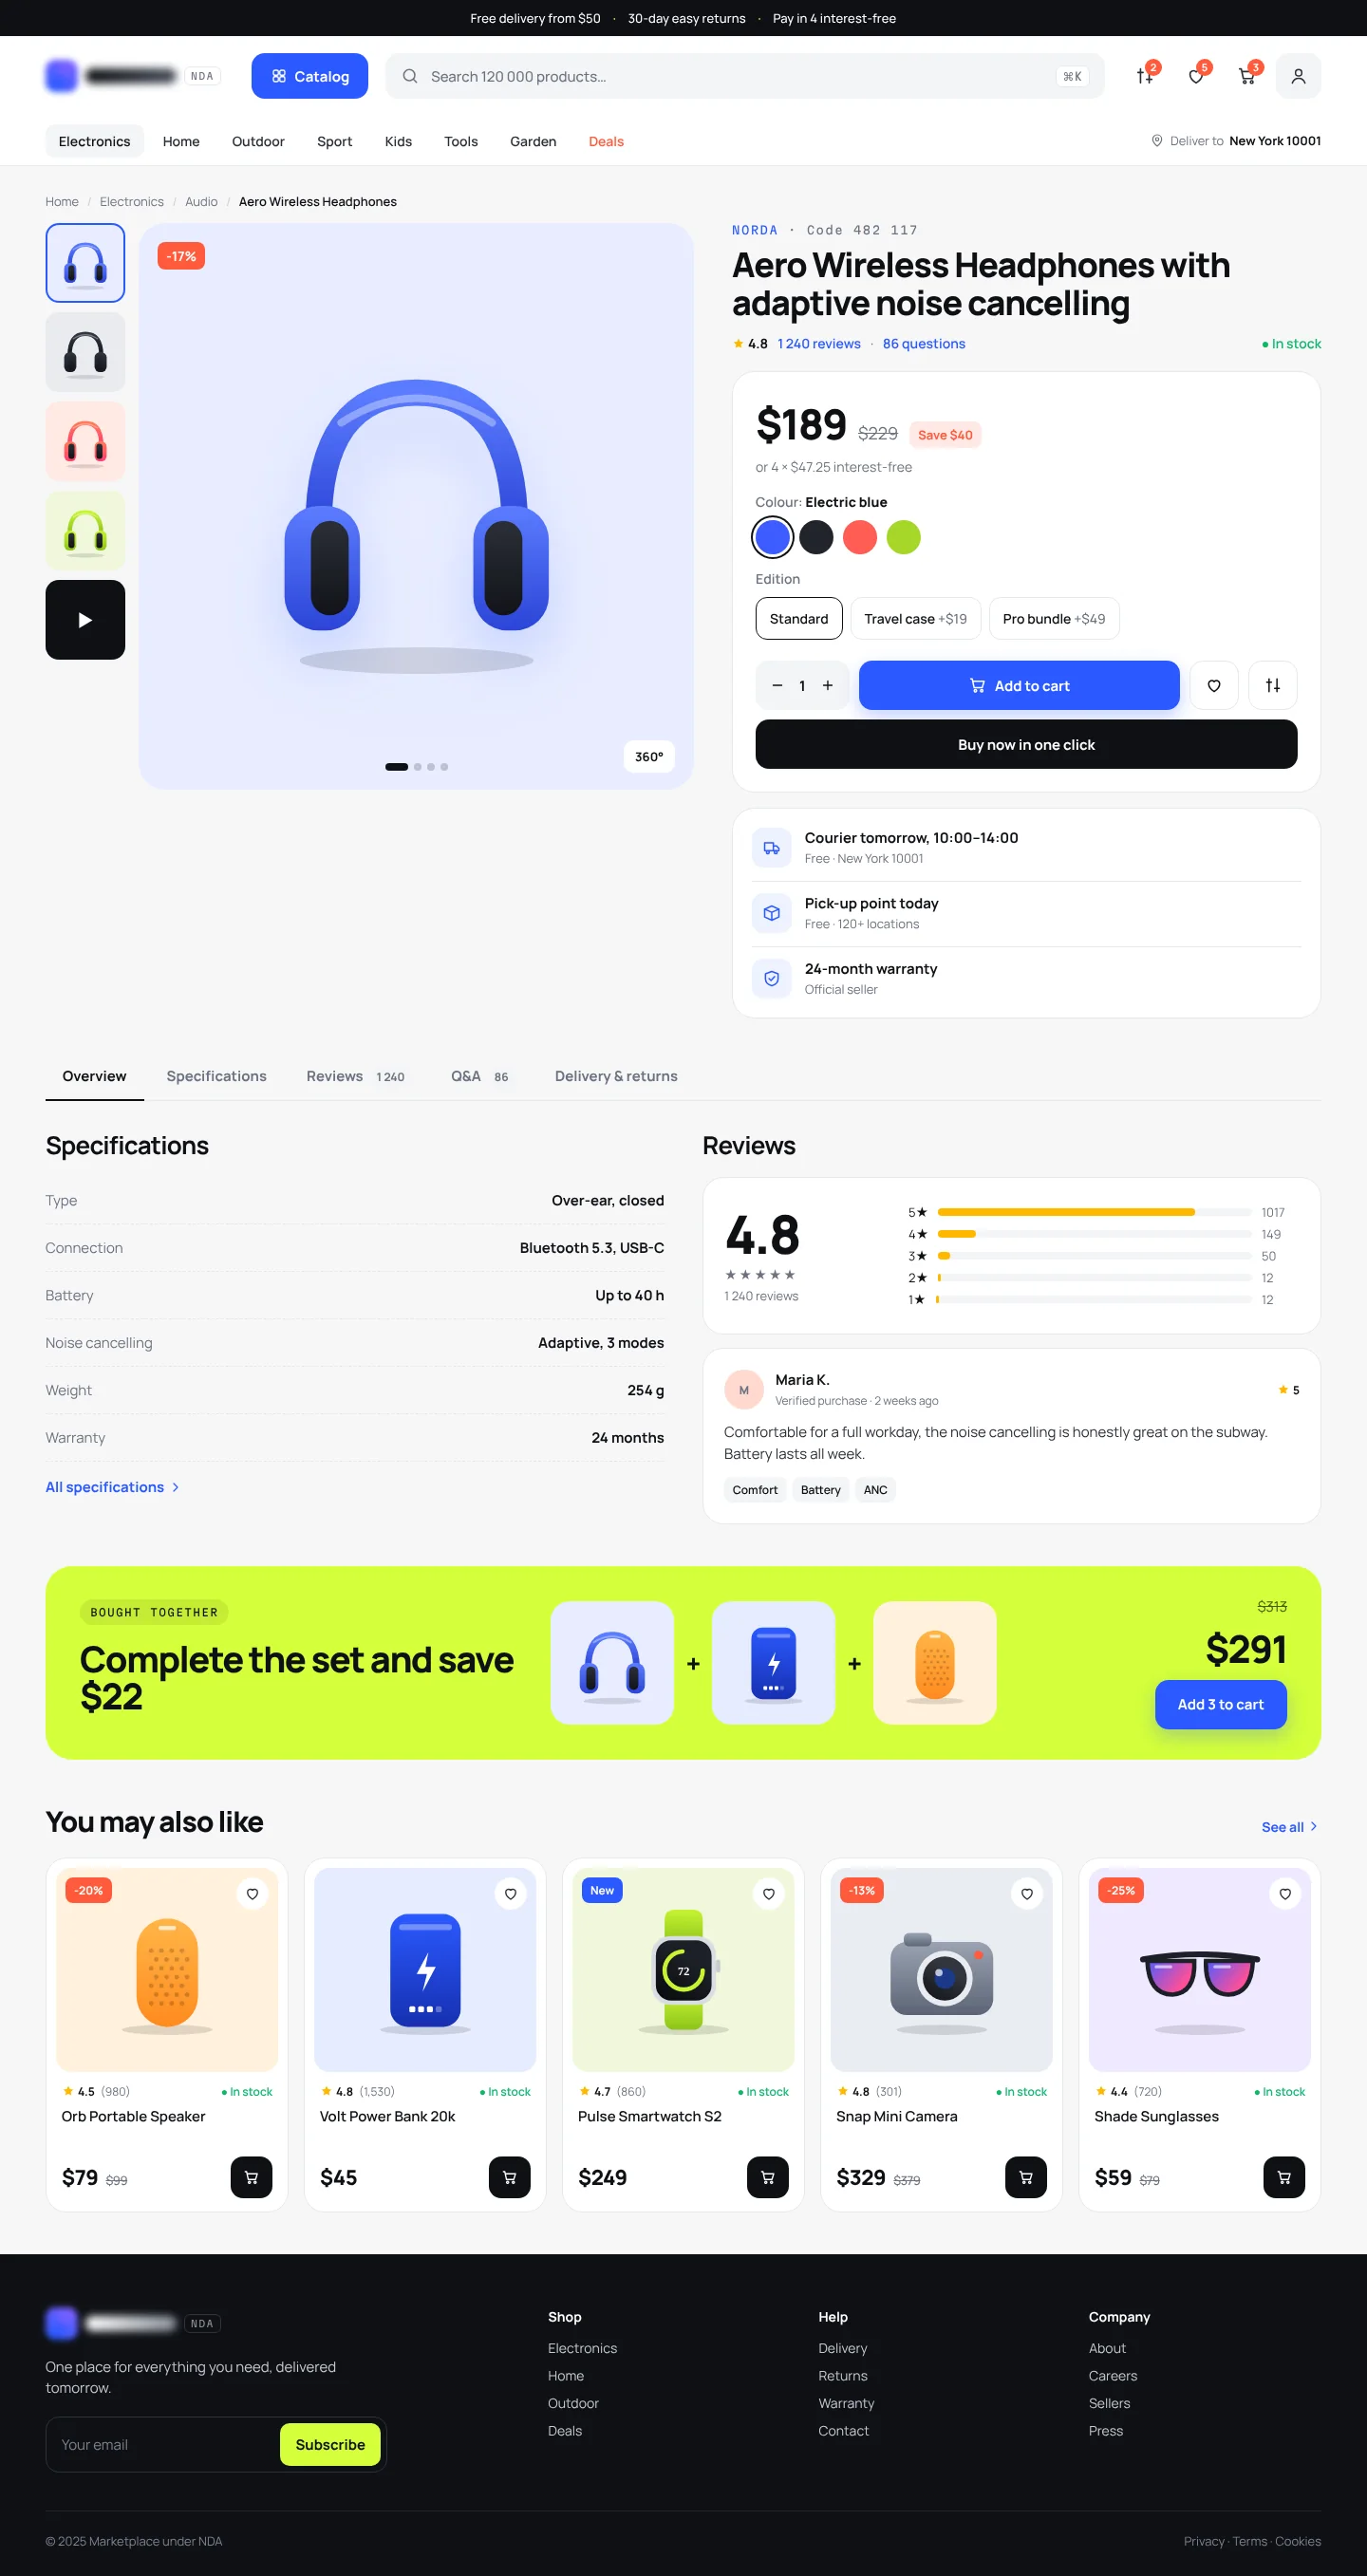 Free delivery from $50 · 30-day easy returns · Pay in 4 interest-free
NDA
Catalog
Search 120 000 products...
⌘K
2
5
3
Electronics Home Outdoor Sport Kids Tools Garden Deals
Deliver to New York 10001
Home / Electronics / Audio / Aero Wireless Headphones
-17%
360°
NORDA · Code 482 117
Aero Wireless Headphones with
adaptive noise cancelling
★ 4.8 1 240 reviews · 86 questions
● In stock
$189 $229 Save $40
or 4 × $47.25 interest-free
Colour: Electric blue
Edition
Standard Travel case +$19 Pro bundle +$49
− 1 + Add to cart
Buy now in one click
Courier tomorrow, 10:00–14:00
Free · New York 10001
Pick-up point today
Free · 120+ locations
24-month warranty
Official seller
Overview Specifications Reviews 1 240 Q&A 86 Delivery & returns
Specifications
Type Over-ear, closed
Connection Bluetooth 5.3, USB-C
Battery Up to 40 h
Noise cancelling Adaptive, 3 modes
Weight 254 g
Warranty 24 months
All specifications
Reviews
4.8
★★★★★
1 240 reviews
5★ 1017
4★ 149
3★ 50
2★ 12
1★ 12
M
Maria K.
Verified purchase · 2 weeks ago
★ 5
Comfortable for a full workday, the noise cancelling is honestly great on the subway.
Battery lasts all week.
Comfort Battery ANC
BOUGHT TOGETHER
Complete the set and save
$22
+ +
$313
$291
Add 3 to cart
You may also like
See all
-20%
★ 4.5 (980) ● In stock
Orb Portable Speaker
$79 $99
★ 4.8 (1,530) ● In stock
Volt Power Bank 20k
$45
New
72
★ 4.7 (860) ● In stock
Pulse Smartwatch S2
$249
-13%
★ 4.8 (301) ● In stock
Snap Mini Camera
$329 $379
-25%
★ 4.4 (720) ● In stock
Shade Sunglasses
$59 $79
NDA
One place for everything you need, delivered
tomorrow.
Your email
Subscribe
Shop
Electronics
Home
Outdoor
Deals
Help
Delivery
Returns
Warranty
Contact
Company
About
Careers
Sellers
Press
© 2025 Marketplace under NDA
Privacy · Terms · Cookies